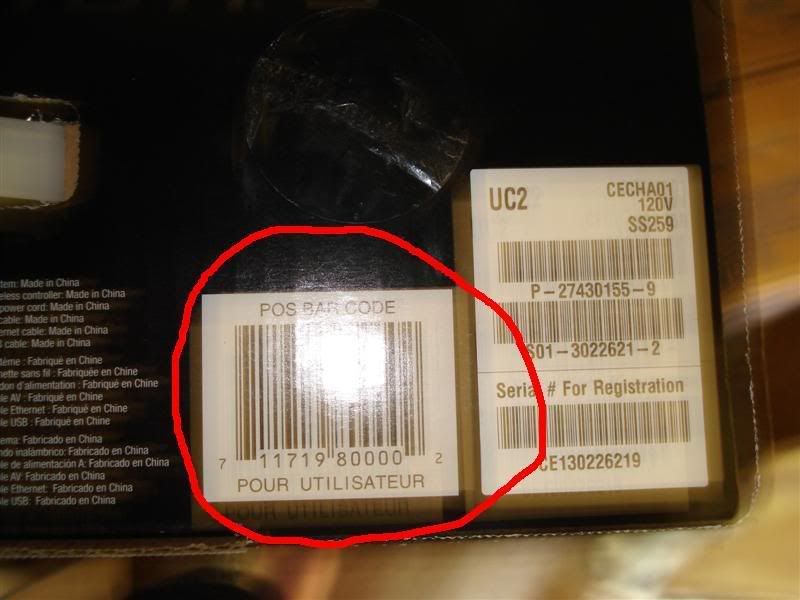 tem: Made in China
eless controller: Made in China
power cord: Made in China
cable: Made in China
ernet cable: Made in China
B cable: Made in China
tème : Fabriqué en Chine
nette sans fil : Fabriquée en Chine
don d'alimentation : Fabriqué en Chine
le AV : Fabriqué en Chine
le Ethernet : Fabriqué en Chine
le USB : Fabriqué en Chine
ema: Fabricado en China
ndo inalámbrico: Fabricado en China
le de alimentación A: Fabricado en China
le AV: Fabricado en China
le Ethernet: Fabricado en China
le USB: Fabricado en China
POS BAR CODE
7 11719 80000 2
POUR UTILISATEUR
POUR UTILISATEUR
UC2
CECHA01
120V
SS259
P-27430155-9
S01-3022621-2
Serial # For Registration
CE130226219